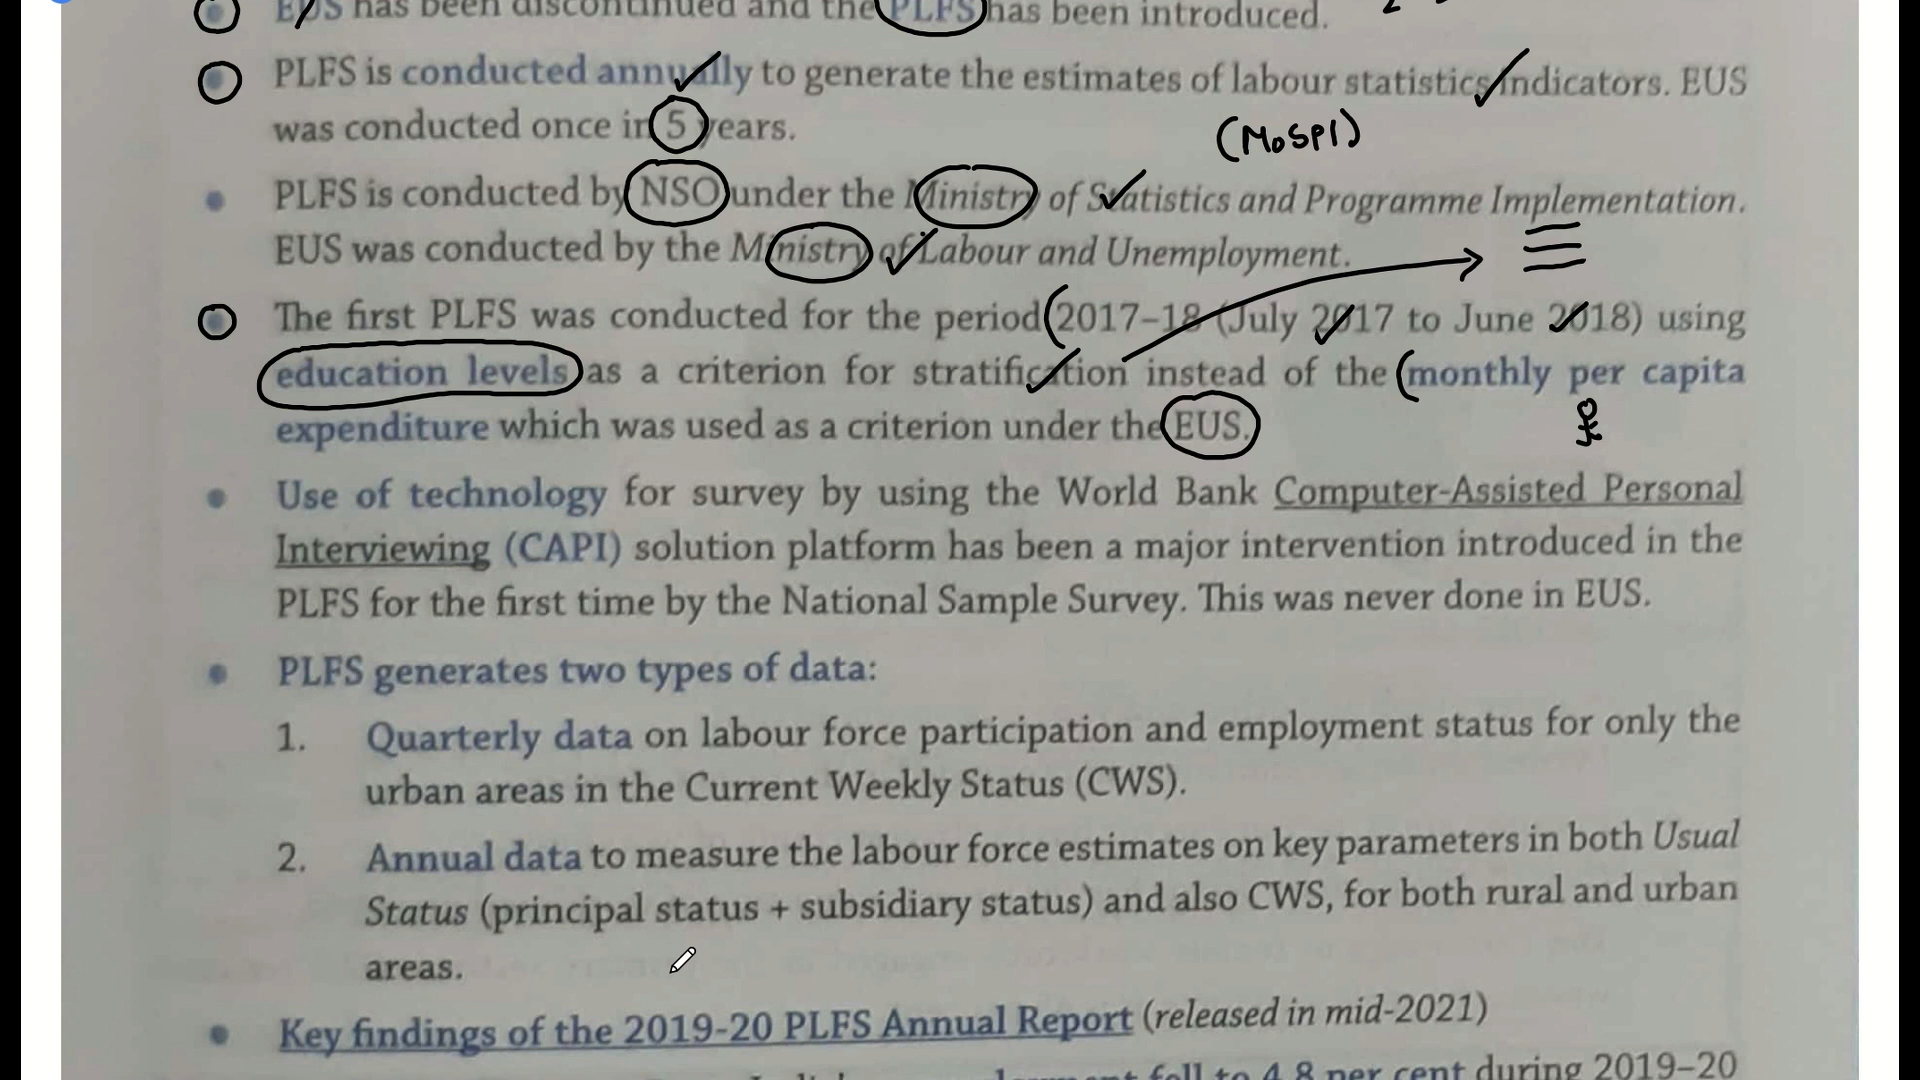 EUS has been discontinued and the PLFS has been introduced.
PLFS is conducted annually to generate the estimates of labour statistics indicators. EUS
was conducted once in 5 years.
(MoSPI)
PLFS is conducted by NSO under the Ministry of Statistics and Programme Implementation.
EUS was conducted by the Ministry of Labour and Unemployment.
The first PLFS was conducted for the period 2017–18 (July 2017 to June 2018) using
education levels as a criterion for stratification instead of the monthly per capita
expenditure which was used as a criterion under the EUS.
Use of technology for survey by using the World Bank Computer-Assisted Personal
Interviewing (CAPI) solution platform has been a major intervention introduced in the
PLFS for the first time by the National Sample Survey. This was never done in EUS.
PLFS generates two types of data:
1. Quarterly data on labour force participation and employment status for only the
urban areas in the Current Weekly Status (CWS).
2. Annual data to measure the labour force estimates on key parameters in both Usual
Status (principal status + subsidiary status) and also CWS, for both rural and urban
areas.
Key findings of the 2019-20 PLFS Annual Report (released in mid-2021)
fell to 4.8 per cent during 2019–20